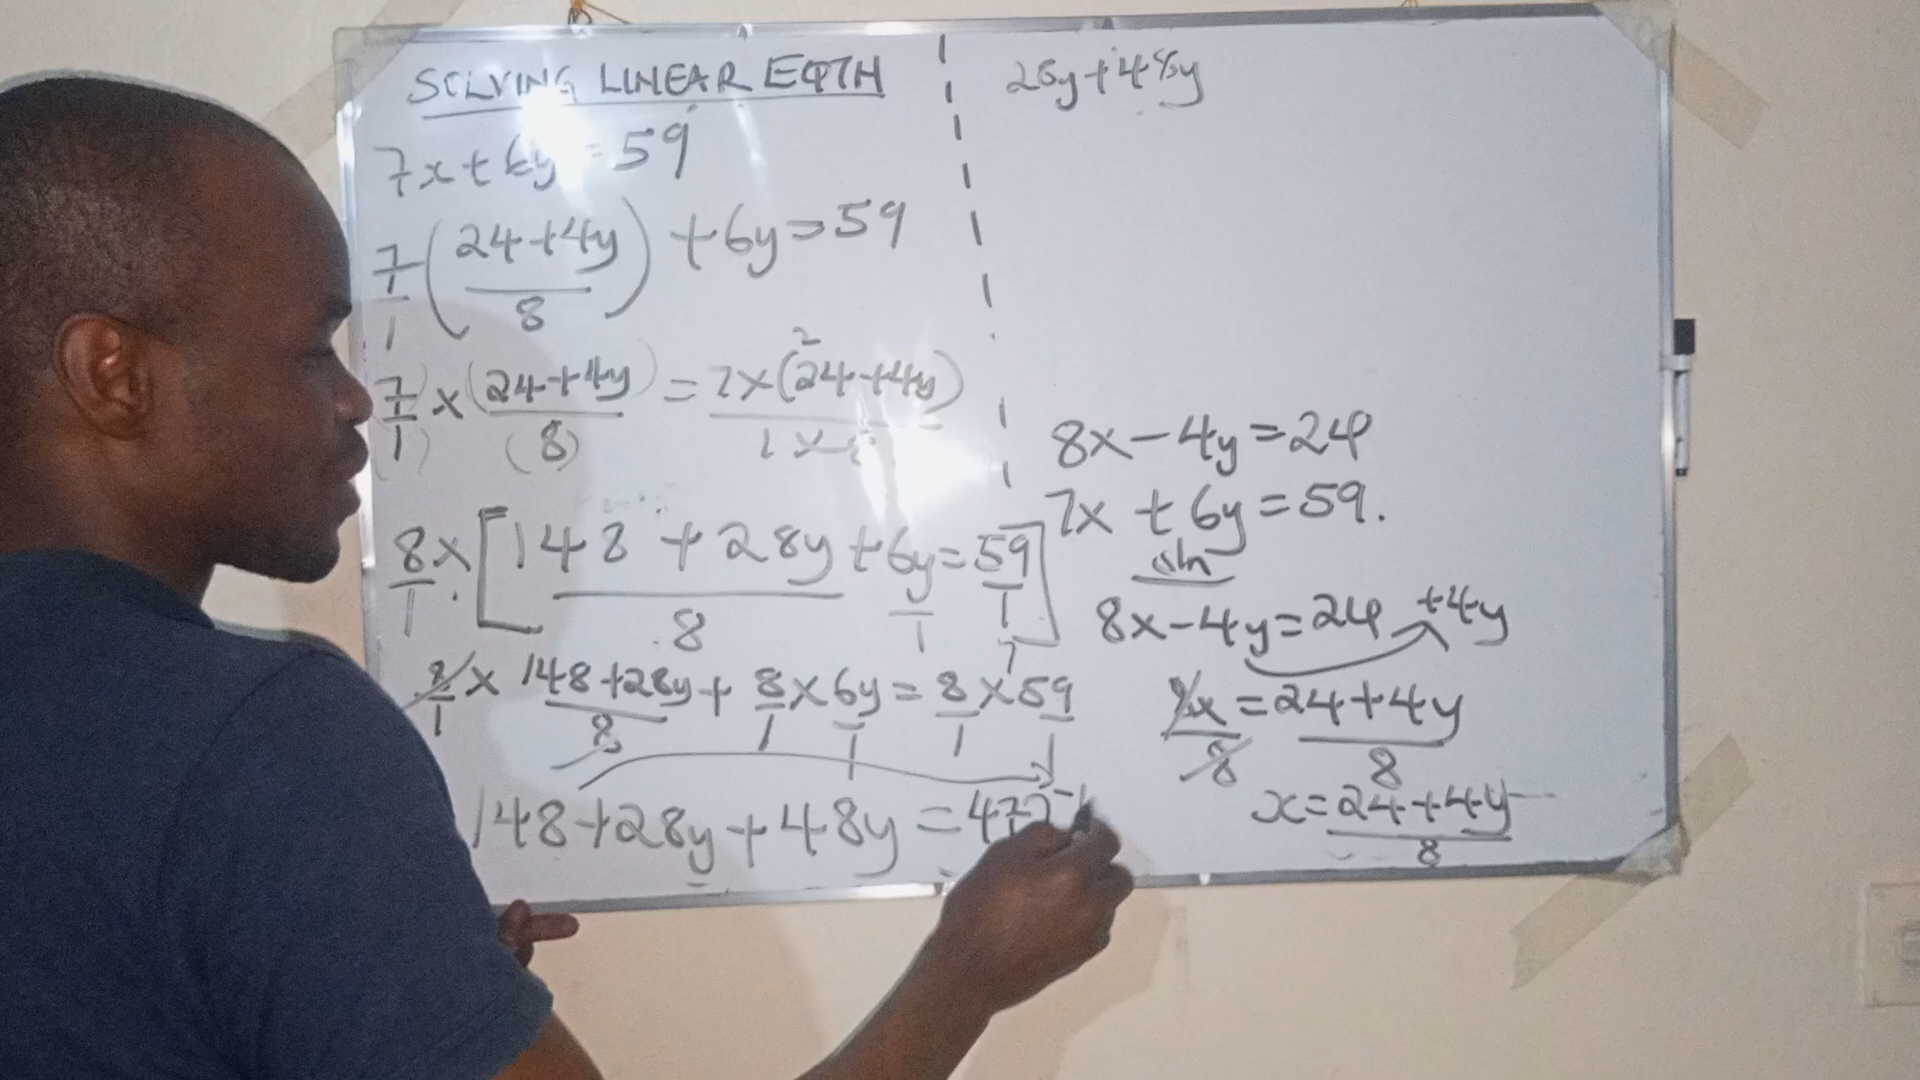 SOLVING LINEAR EQTN
7x + 6y = 59
7/1 (24+4y/8) + 6y = 59
7/1 x (24+4y)/(8) = 7x(24+4y)/1x
8/1 x [148 + 28y/8 + 6y/1 = 59/1]
8/1 x 148+28y/8 + 8/1 x 6y/1 = 8/1 x 59/1
148+28y+48y = 472
28y+48y
8x-4y=24
7x + 6y = 59.
sln
8x-4y=24 +4y
8x/8 = 24+4y/8
x = 24+4y/8